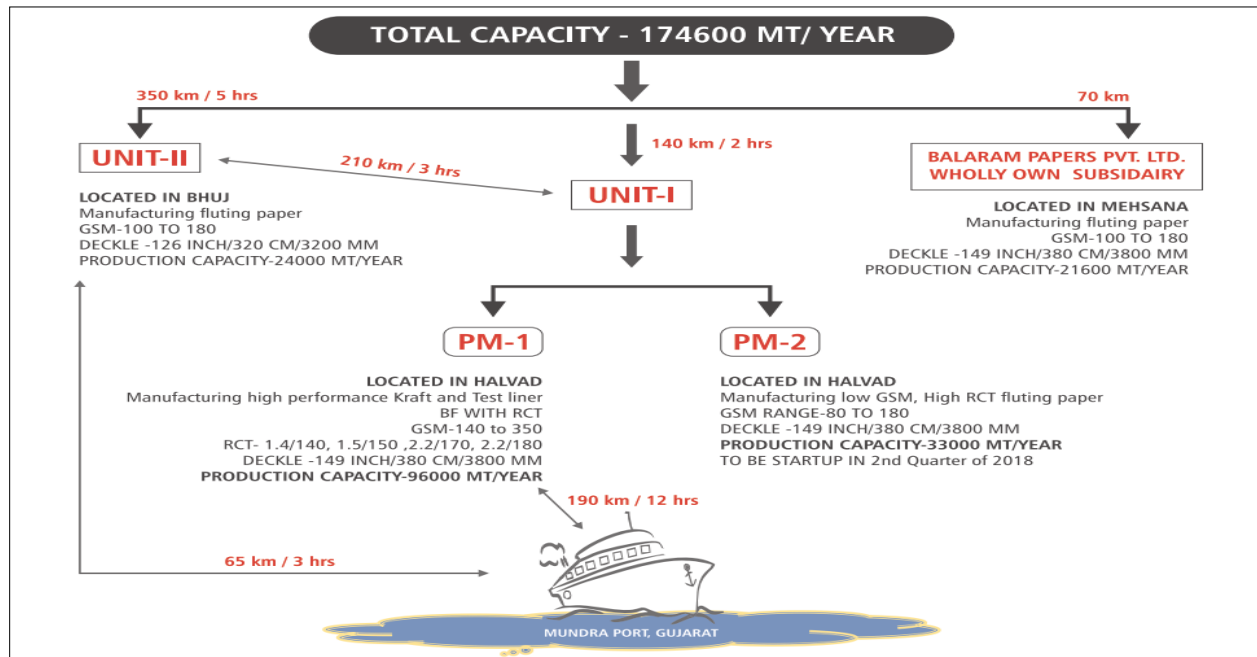 TOTAL CAPACITY - 174600 MT/ YEAR
350 km / 5 hrs
70 km
140 km / 2 hrs
UNIT-II
210 km / 3 hrs
UNIT-I
BALARAM PAPERS PVT. LTD.
WHOLLY OWN SUBSIDAIRY
LOCATED IN BHUJ
Manufacturing fluting paper
GSM-100 TO 180
DECKLE -126 INCH/320 CM/3200 MM
PRODUCTION CAPACITY-24000 MT/YEAR
LOCATED IN MEHSANA
Manufacturing fluting paper
GSM-100 TO 180
DECKLE -149 INCH/380 CM/3800 MM
PRODUCTION CAPACITY-21600 MT/YEAR
PM-1
LOCATED IN HALVAD
Manufacturing high performance Kraft and Test liner
BF WITH RCT
GSM-140 to 350
RCT- 1.4/140, 1.5/150 ,2.2/170, 2.2/180
DECKLE -149 INCH/380 CM/3800 MM
PRODUCTION CAPACITY-96000 MT/YEAR
PM-2
LOCATED IN HALVAD
Manufacturing low GSM, High RCT fluting paper
GSM RANGE-80 TO 180
DECKLE -149 INCH/380 CM/3800 MM
PRODUCTION CAPACITY-33000 MT/YEAR
TO BE STARTUP IN 2nd Quarter of 2018
190 km / 12 hrs
65 km / 3 hrs
MUNDRA PORT, GUJARAT